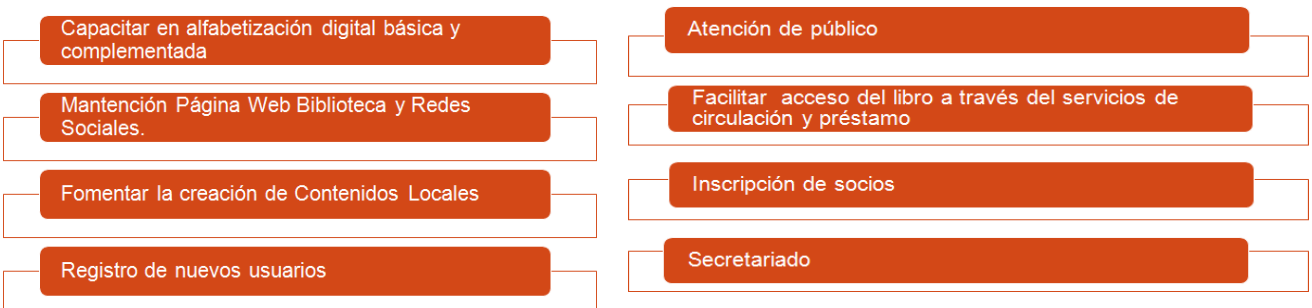 Capacitar en alfabetización digital básica y
complementada
Mantención Página Web Biblioteca y Redes
Sociales.
Fomentar la creación de Contenidos Locales
Registro de nuevos usuarios
Atención de público
Facilitar acceso del libro a través del servicios de
circulación y préstamo
Inscripción de socios
Secretariado